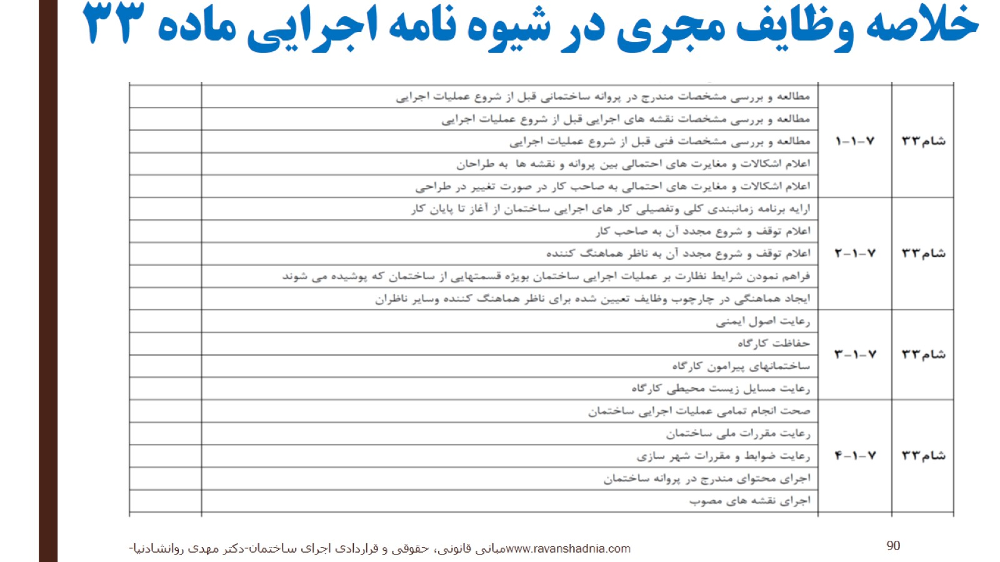 خلاصه وظایف مجری در شیوه نامه اجرایی ماده ۳۳
شام۳۳
۷-۱-۱
مطالعه و بررسی مشخصات مندرج در پروانه ساختمانی قبل از شروع عملیات اجرایی
مطالعه و بررسی مشخصات نقشه های اجرایی قبل از شروع عملیات اجرایی
مطالعه و بررسی مشخصات فنی قبل از شروع عملیات اجرایی
اعلام اشکالات و مغایرت های احتمالی بین پروانه و نقشه ها به طراحان
اعلام اشکالات و مغایرت های احتمالی به صاحب کار در صورت تغییر در طراحی
شام۳۳
۷-۱-۲
ارایه برنامه زمانبندی کلی وتفصیلی کار های اجرایی ساختمان از آغاز تا پایان کار
اعلام توقف و شروع مجدد آن به صاحب کار
اعلام توقف و شروع مجدد آن به ناظر هماهنگ کننده
فراهم نمودن شرایط نظارت بر عملیات اجرایی ساختمان بویژه قسمتهایی از ساختمان که پوشیده می شوند
ایجاد هماهنگی در چارچوب وظایف تعیین شده برای ناظر هماهنگ کننده وسایر ناظران
شام۳۳
۷-۱-۳
رعایت اصول ایمنی
حفاظت کارگاه
ساختمانهای پیرامون کارگاه
رعایت مسایل زیست محیطی کارگاه
شام۳۳
۷-۱-۴
صحت انجام تمامی عملیات اجرایی ساختمان
رعایت مقررات ملی ساختمان
رعایت ضوابط و مقررات شهر سازی
اجرای محتوای مندرج در پروانه ساختمان
اجرای نقشه های مصوب
www.ravanshadnia.comمبانی قانونی، حقوقی و قراردادی اجرای ساختمان-دکتر مهدی روانشادنیا-
90